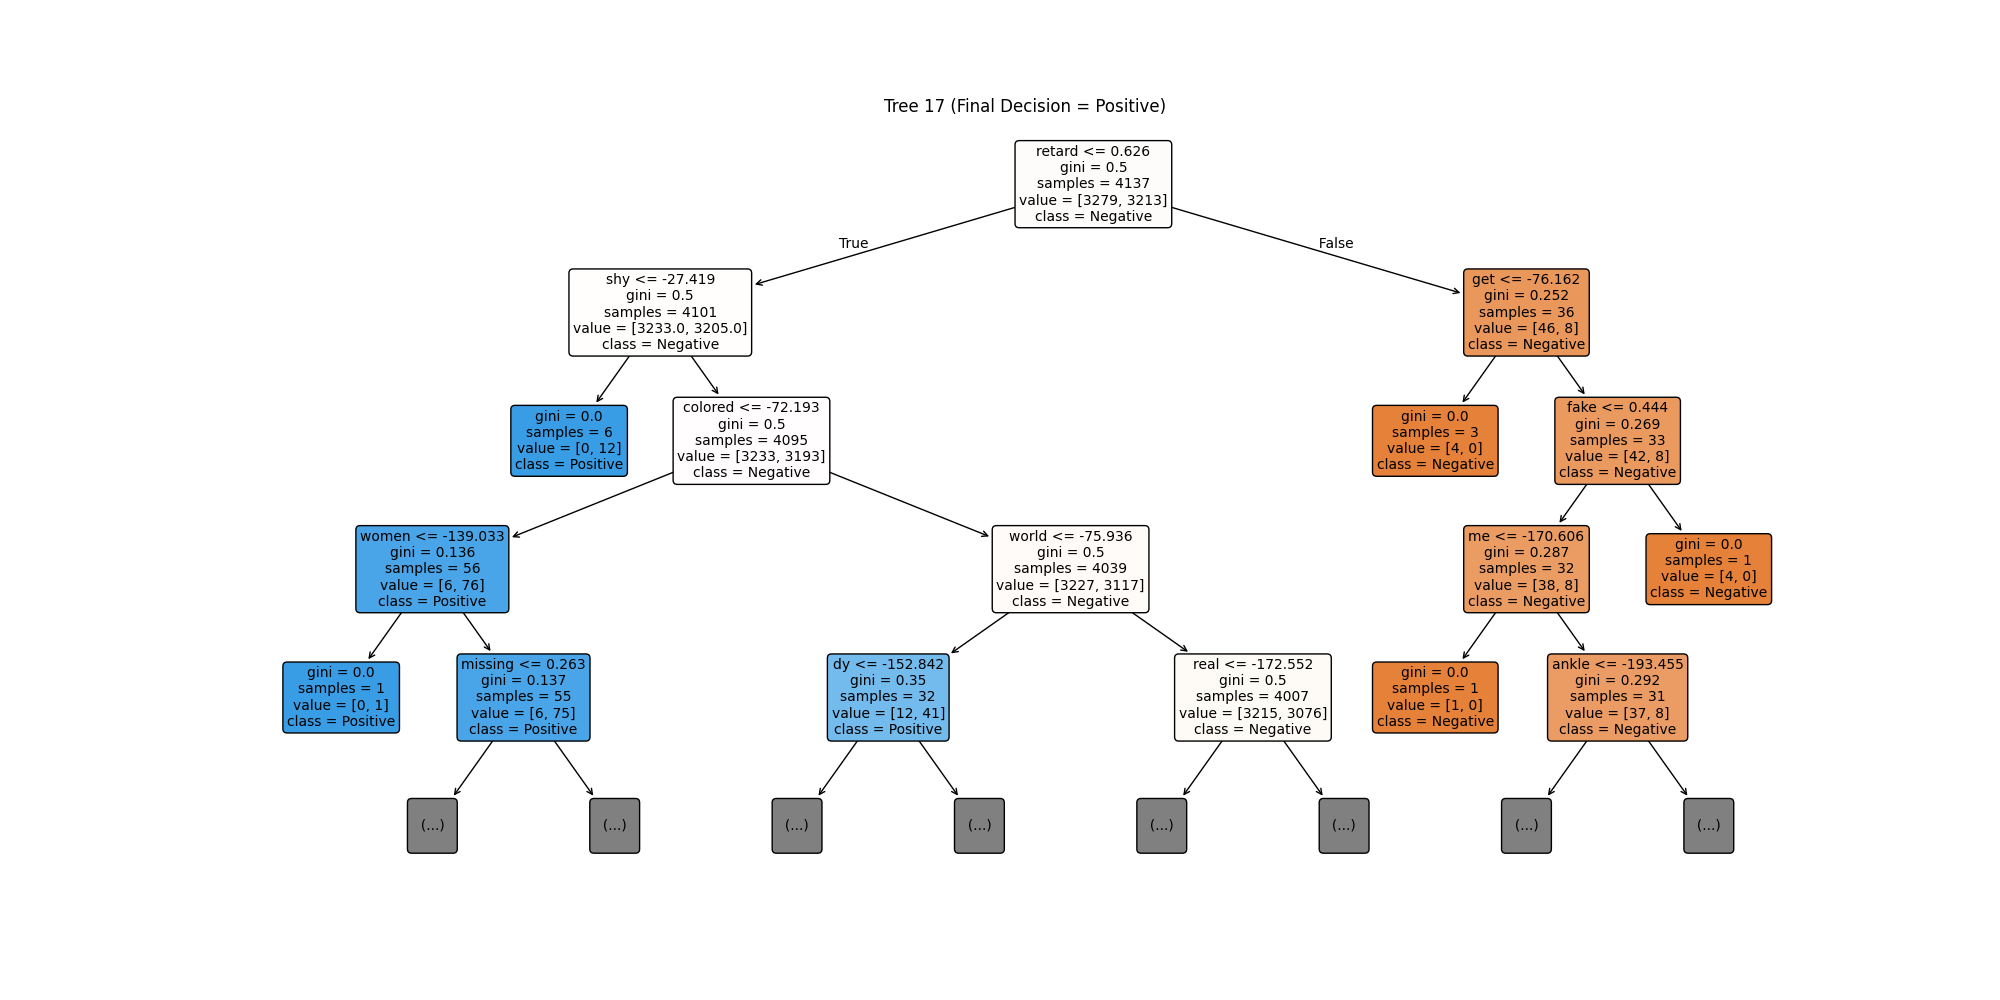 Tree 17 (Final Decision = Positive)
retard <= 0.626
gini = 0.5
samples = 4137
value = [3279, 3213]
class = Negative
True
False
shy <= -27.419
gini = 0.5
samples = 4101
value = [3233.0, 3205.0]
class = Negative
get <= -76.162
gini = 0.252
samples = 36
value = [46, 8]
class = Negative
gini = 0.0
samples = 6
value = [0, 12]
class = Positive
colored <= -72.193
gini = 0.5
samples = 4095
value = [3233, 3193]
class = Negative
gini = 0.0
samples = 3
value = [4, 0]
class = Negative
fake <= 0.444
gini = 0.269
samples = 33
value = [42, 8]
class = Negative
women <= -139.033
gini = 0.136
samples = 56
value = [6, 76]
class = Positive
world <= -75.936
gini = 0.5
samples = 4039
value = [3227, 3117]
class = Negative
me <= -170.606
gini = 0.287
samples = 32
value = [38, 8]
class = Negative
gini = 0.0
samples = 1
value = [4, 0]
class = Negative
gini = 0.0
samples = 1
value = [0, 1]
class = Positive
missing <= 0.263
gini = 0.137
samples = 55
value = [6, 75]
class = Positive
dy <= -152.842
gini = 0.35
samples = 32
value = [12, 41]
class = Positive
real <= -172.552
gini = 0.5
samples = 4007
value = [3215, 3076]
class = Negative
gini = 0.0
samples = 1
value = [1, 0]
class = Negative
ankle <= -193.455
gini = 0.292
samples = 31
value = [37, 8]
class = Negative
(...)
(...)
(...)
(...)
(...)
(...)
(...)
(...)